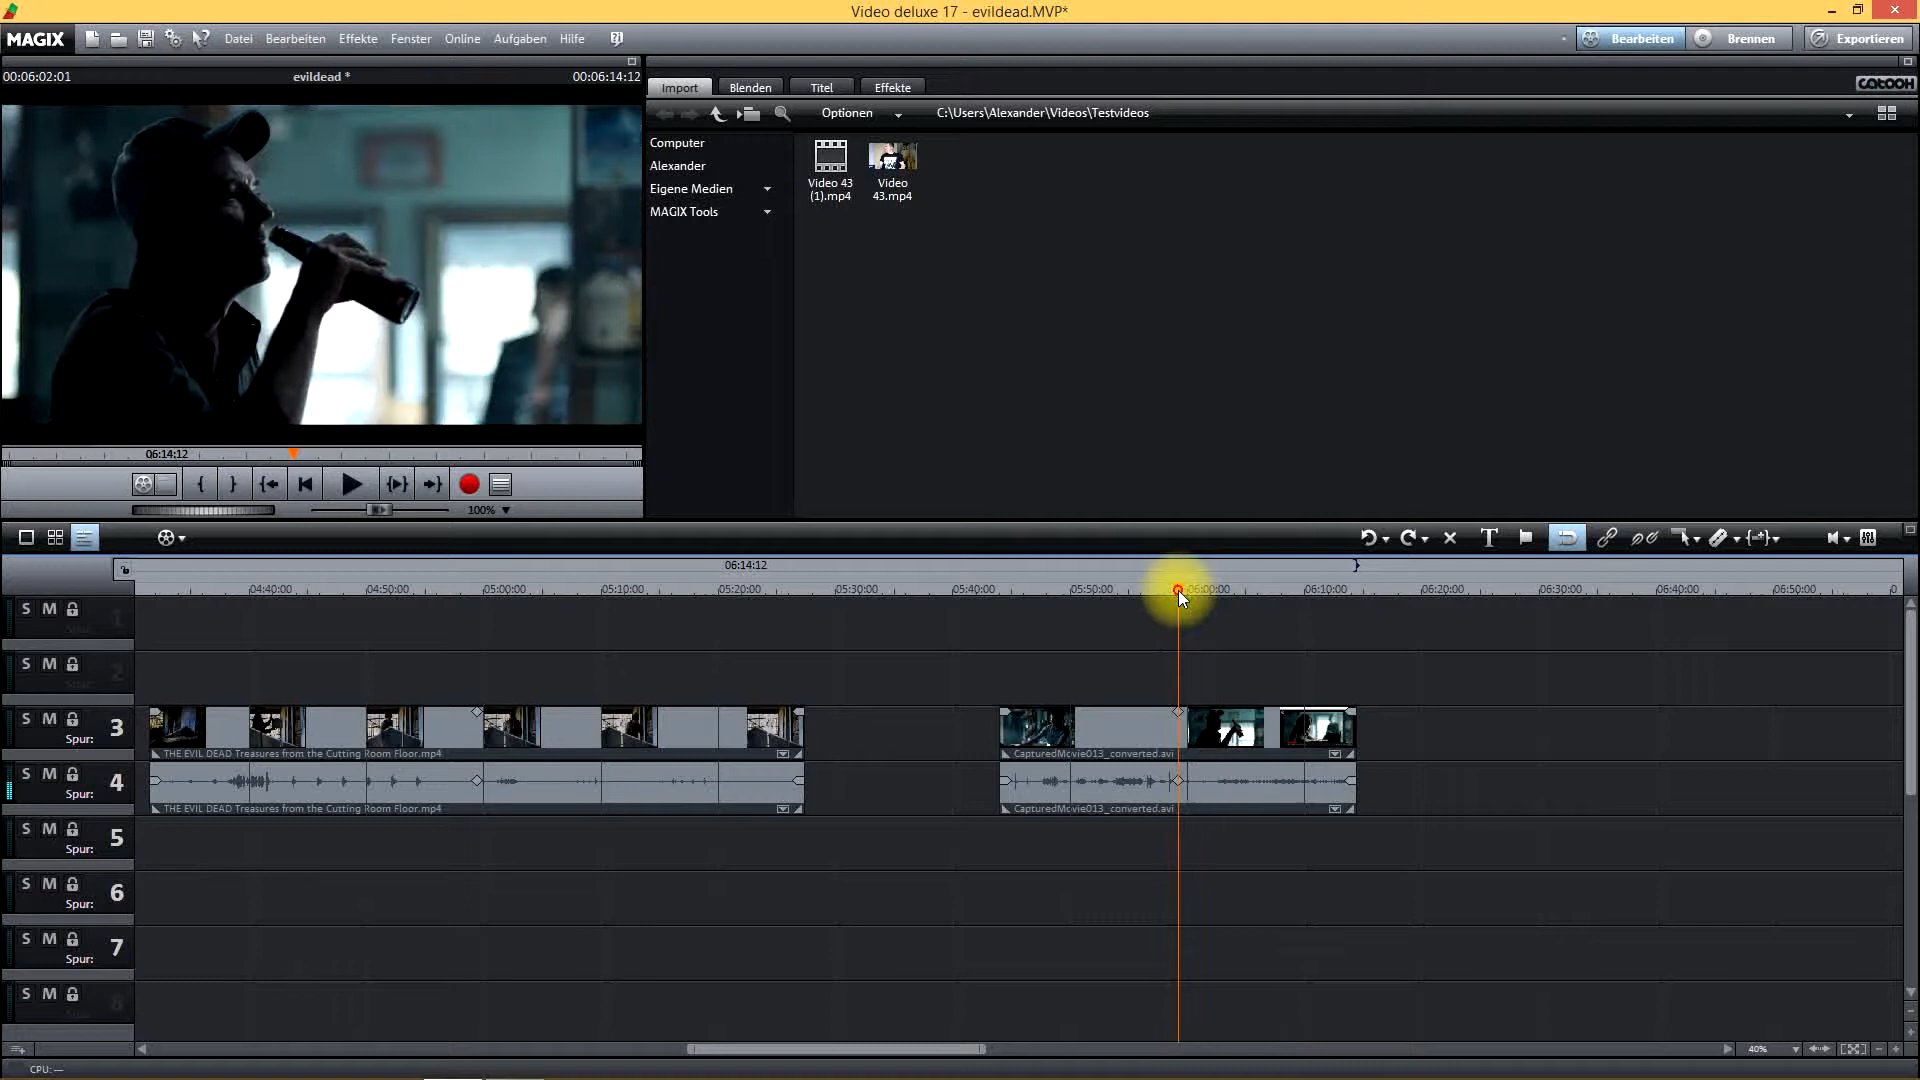 Video deluxe 17 - evildead.MVP*
MAGIX Datei Bearbeiten Effekte Fenster Online Aufgaben Hilfe Bearbeiten Brennen Exportieren
00:06:02:01 evildead * 00:06:14:12
Import Blenden Titel Effekte catooh
Optionen C:\Users\Alexander\Videos\Testvideos
Computer
Alexander
Eigene Medien
MAGIX Tools
Video 43 (1).mp4
Video 43.mp4
06:14:12
100%
06:14:12
04:40:00 04:50:00 05:00:00 05:10:00 05:20:00 05:30:00 05:40:00 05:50:00 06:00:00 06:10:00 06:20:00 06:30:00 06:40:00 06:50:00 0
S M 1
S M 2
S M Spur: 3
THE EVIL DEAD Treasures from the Cutting Room Floor.mp4 CapturedMovie013_converted.avi
S M Spur: 4
THE EVIL DEAD Treasures from the Cutting Room Floor.mp4 CapturedMovie013_converted.avi
S M Spur: 5
S M Spur: 6
S M Spur: 7
S M 8
40%
CPU: —